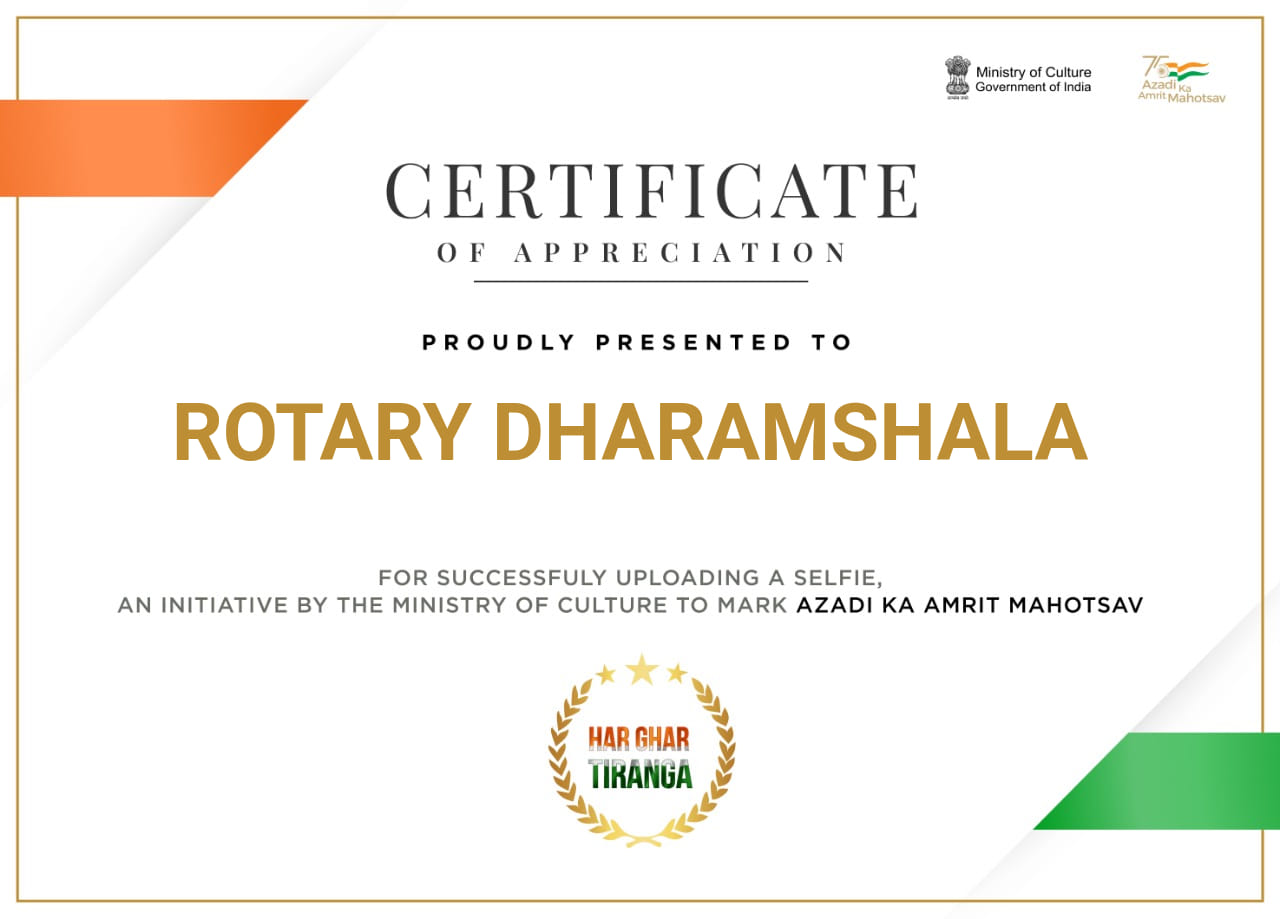 Ministry of Culture
Government of India
75
Azadi Ka
Amrit Mahotsav
CERTIFICATE
OF APPRECIATION
PROUDLY PRESENTED TO
ROTARY DHARAMSHALA
FOR SUCCESSFULY UPLOADING A SELFIE,
AN INITIATIVE BY THE MINISTRY OF CULTURE TO MARK AZADI KA AMRIT MAHOTSAV
HAR GHAR
TIRANGA